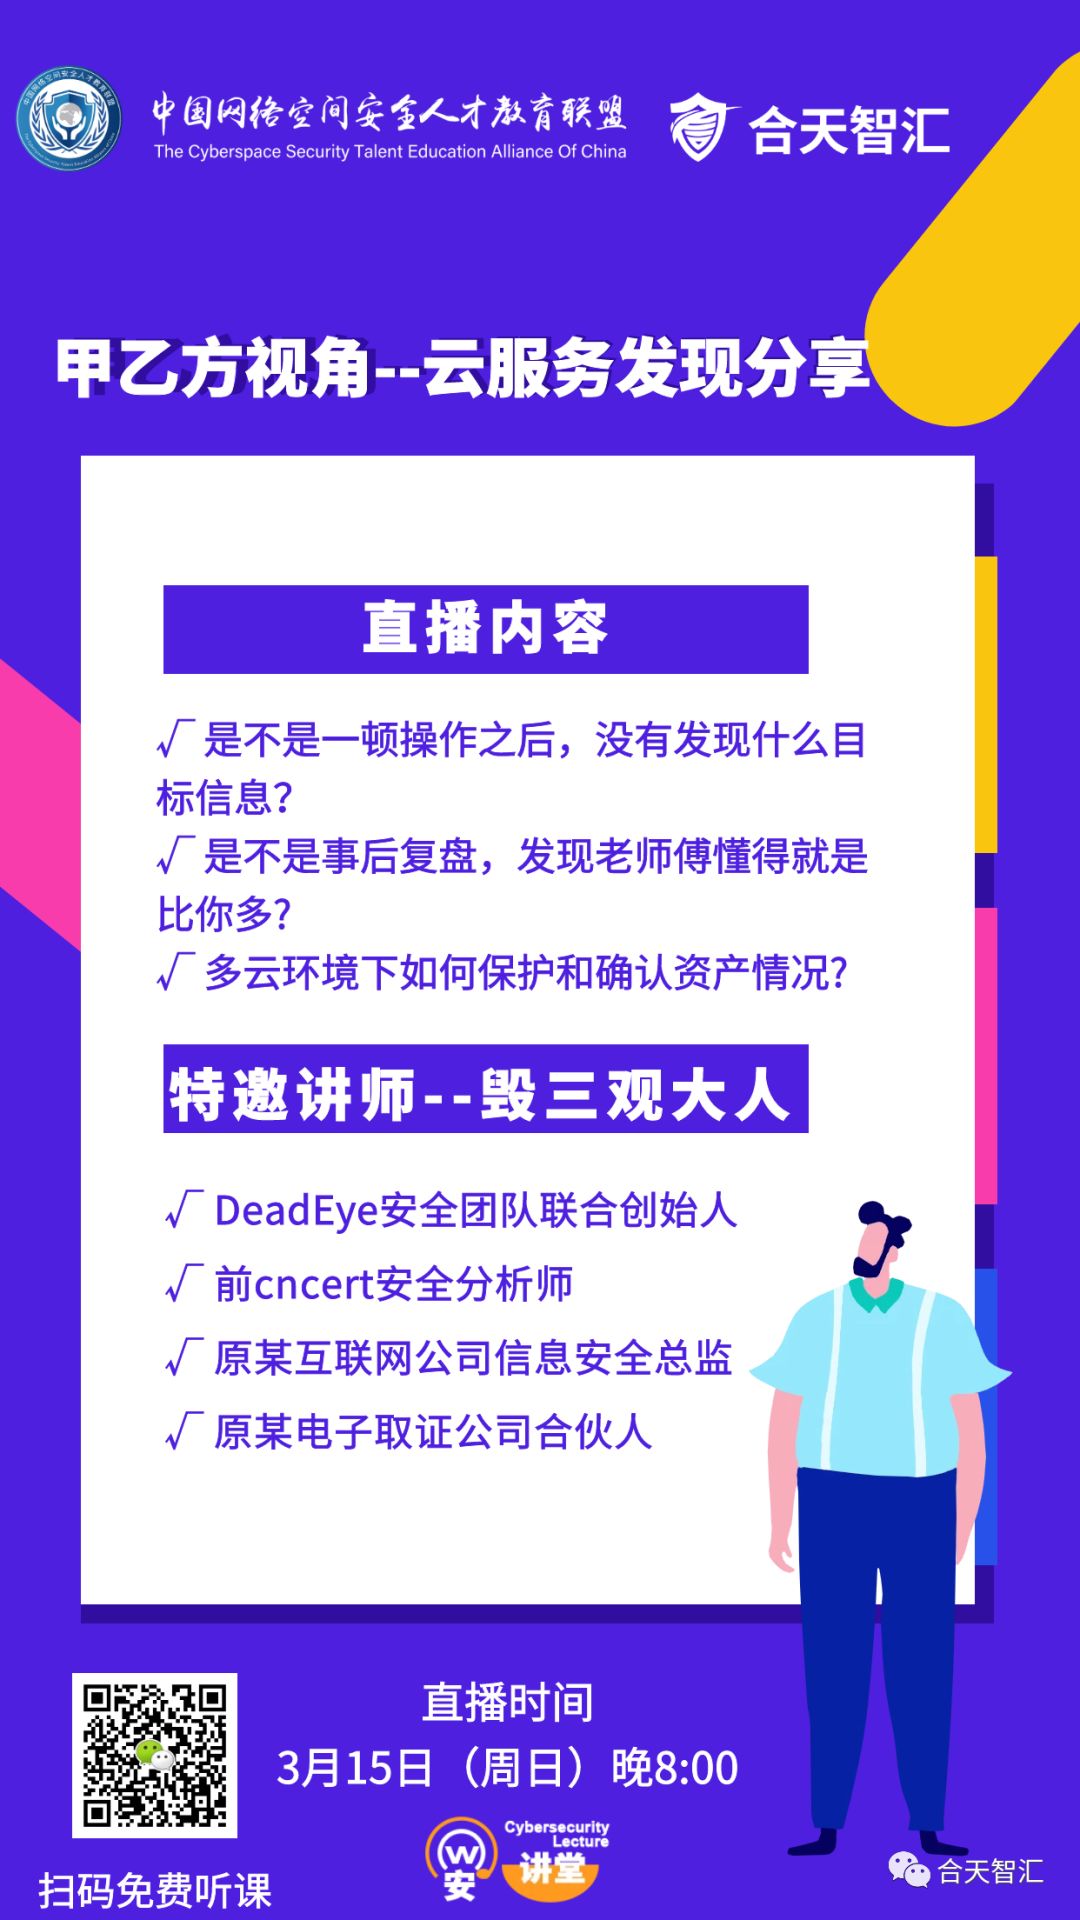 中国网络空间安全人才教育联盟
The Cyberspace Security Talent Education Alliance Of China
合天智汇
甲乙方视角--云服务发现分享
直播内容
√ 是不是一顿操作之后，没有发现什么目
标信息？
√ 是不是事后复盘，发现老师傅懂得就是
比你多?
√ 多云环境下如何保护和确认资产情况?
特邀讲师--毁三观大人
√ DeadEye安全团队联合创始人
√ 前cncert安全分析师
√ 原某互联网公司信息安全总监
√ 原某电子取证公司合伙人
直播时间
3月15日（周日）晚8:00
扫码免费听课
W安
Cybersecurity
Lecture
讲堂
合天智汇